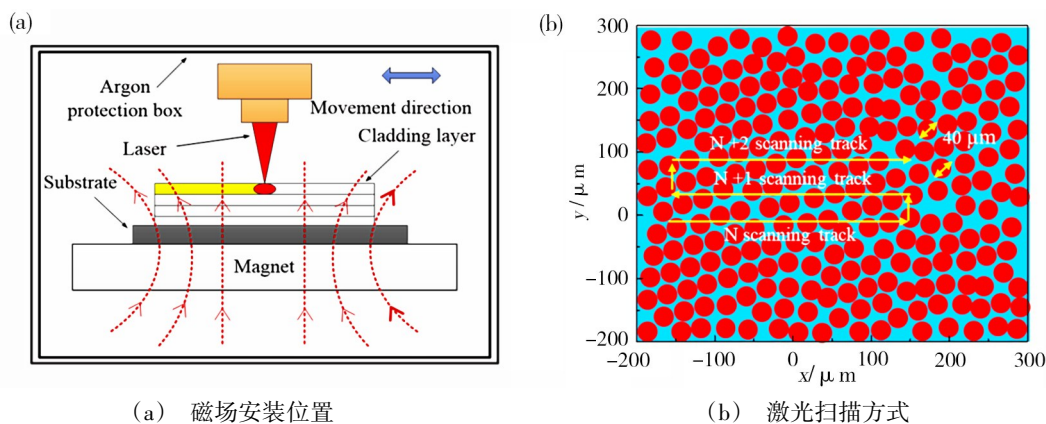 (a)
Argon
protection box
Movement direction
Laser
Cladding layer
Substrate
Magnet
(b)
300
200
100
0
-100
-200
y/μm
40 μm
N +2 scanning track
N +1 scanning track
N scanning track
-200
-100
0
100
200
300
x/μm
(a) 磁场安装位置
(b) 激光扫描方式